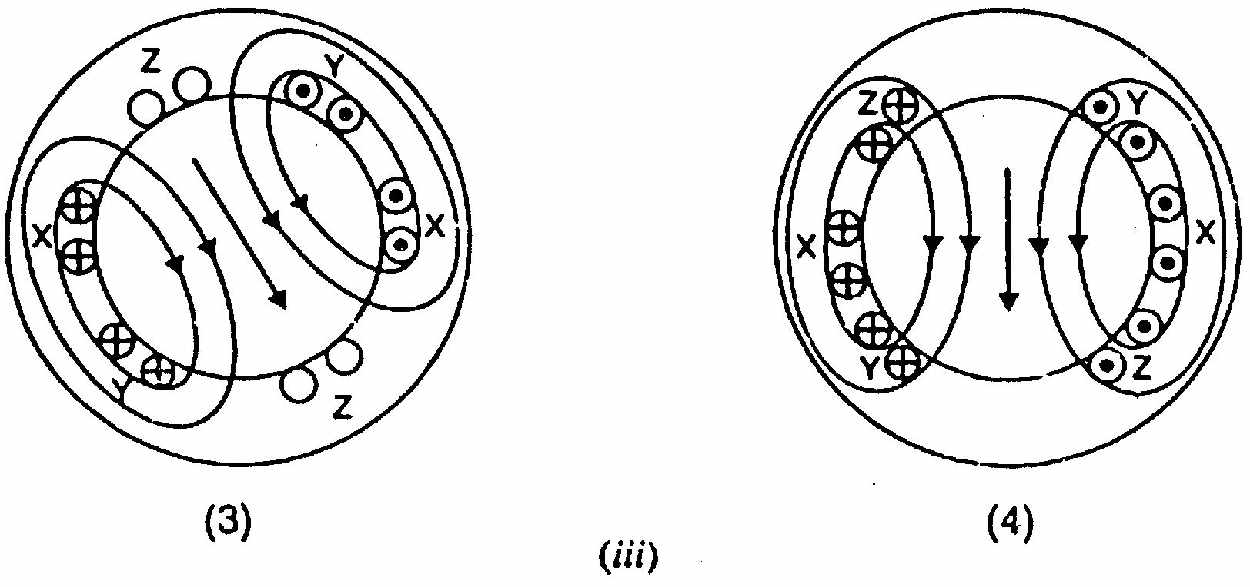 Z Y
X X
Y Z
(3)
Z Y
X X
Y Z
(4)
(iii)